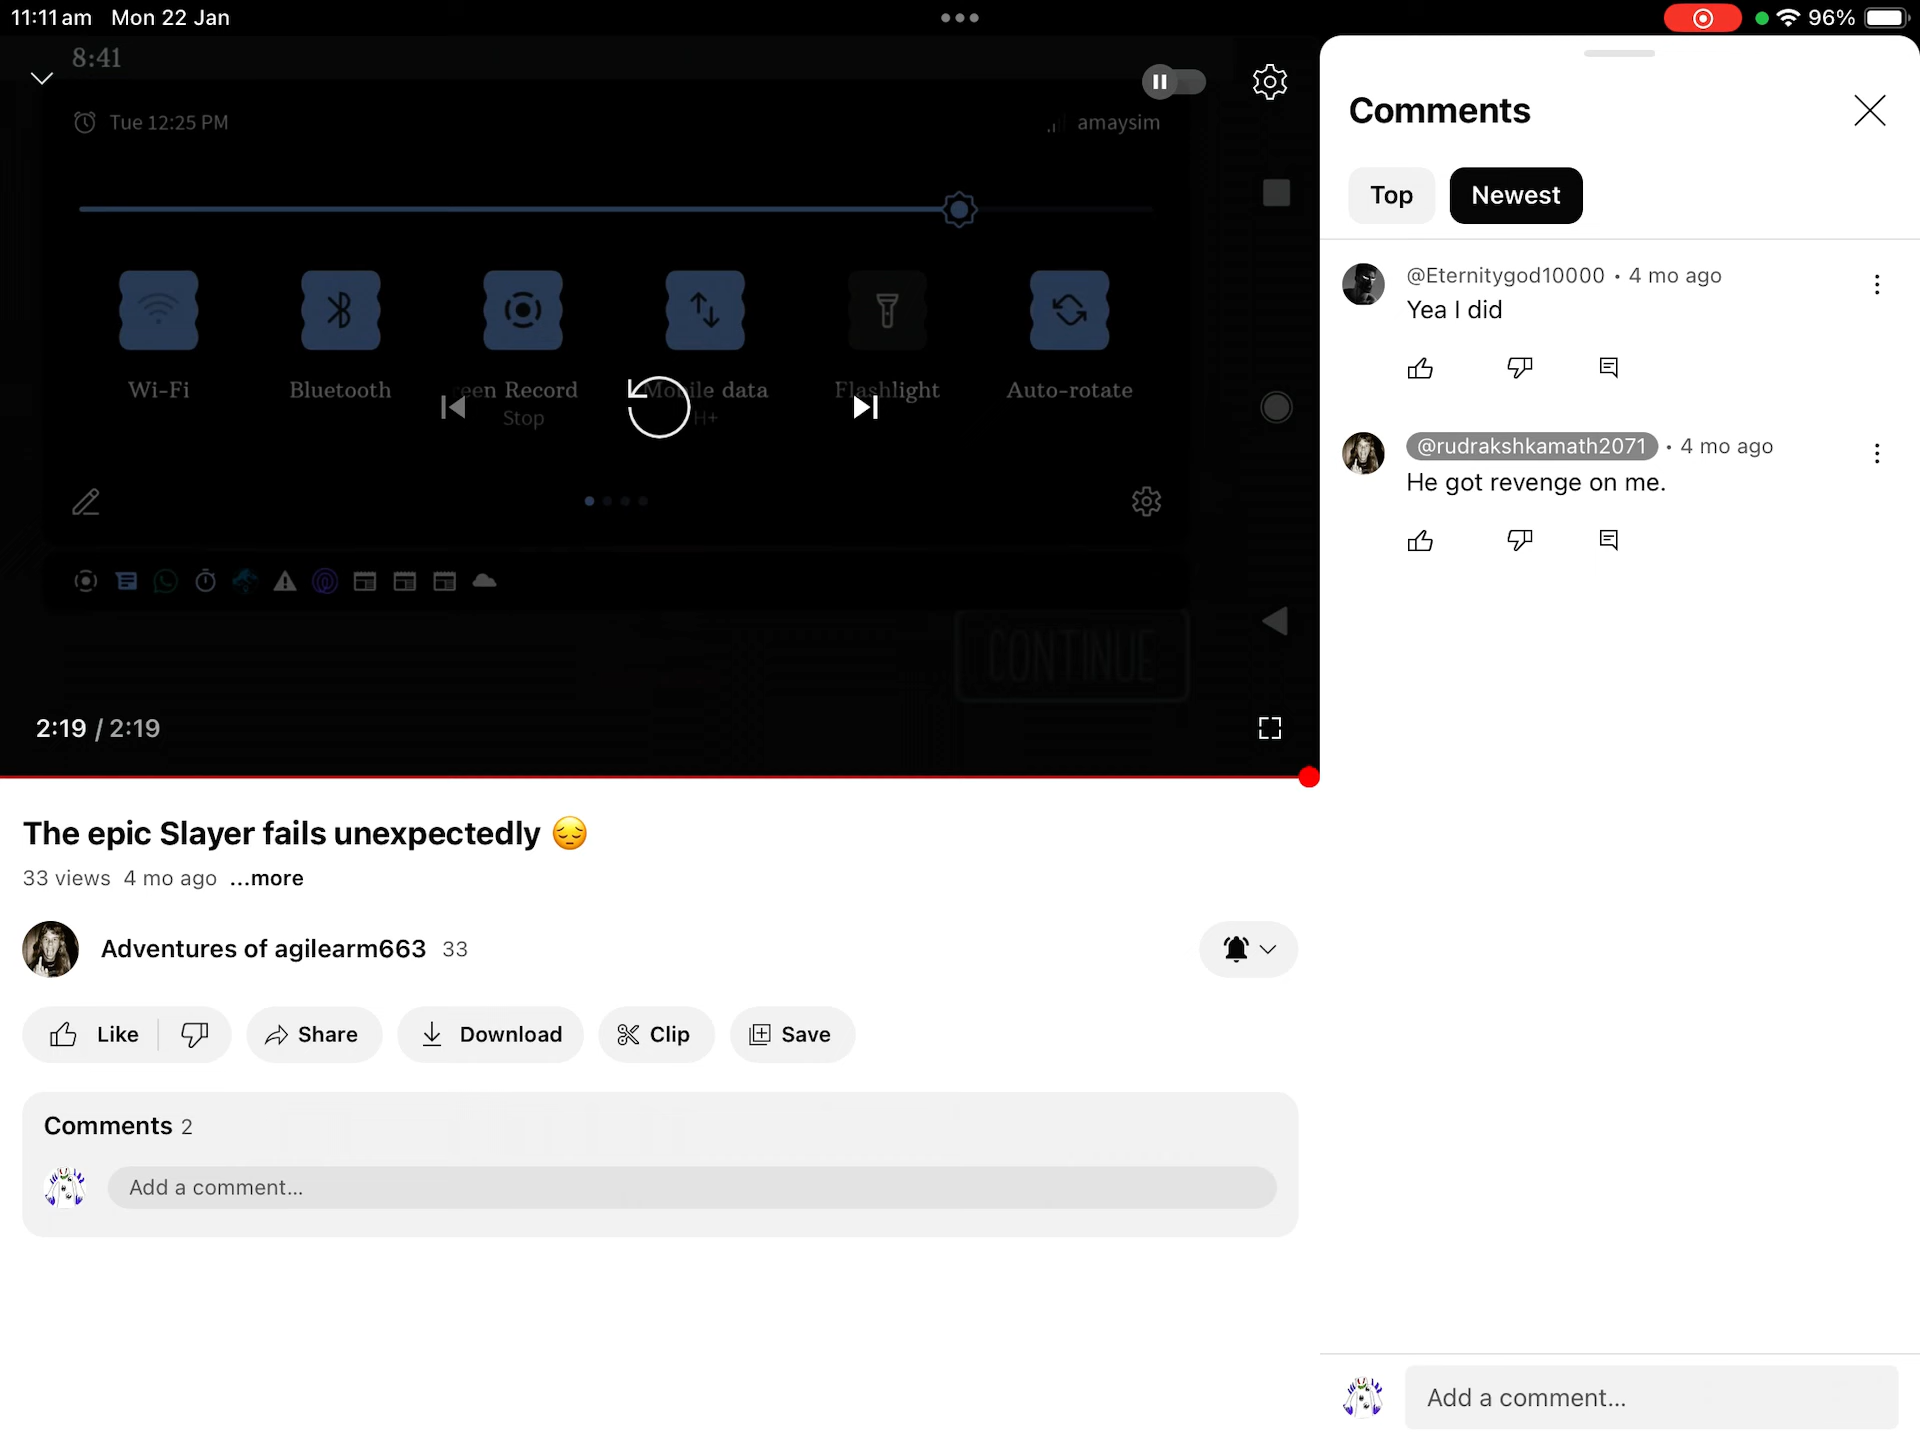 11:11 am Mon 22 Jan
96%
8:41
Tue 12:25 PM
amaysim
Wi-Fi
Bluetooth
een Record
Stop
Mobile data
H+
Flashlight
Auto-rotate
CONTINUE
2:19 / 2:19
The epic Slayer fails unexpectedly 😔
33 views 4 mo ago ...more
Adventures of agilearm663 33
Like
Share
Download
Clip
Save
Comments 2
Add a comment...
Comments
Top
Newest
@Eternitygod10000 • 4 mo ago
Yea I did
@rudrakshkamath2071 • 4 mo ago
He got revenge on me.
Add a comment...